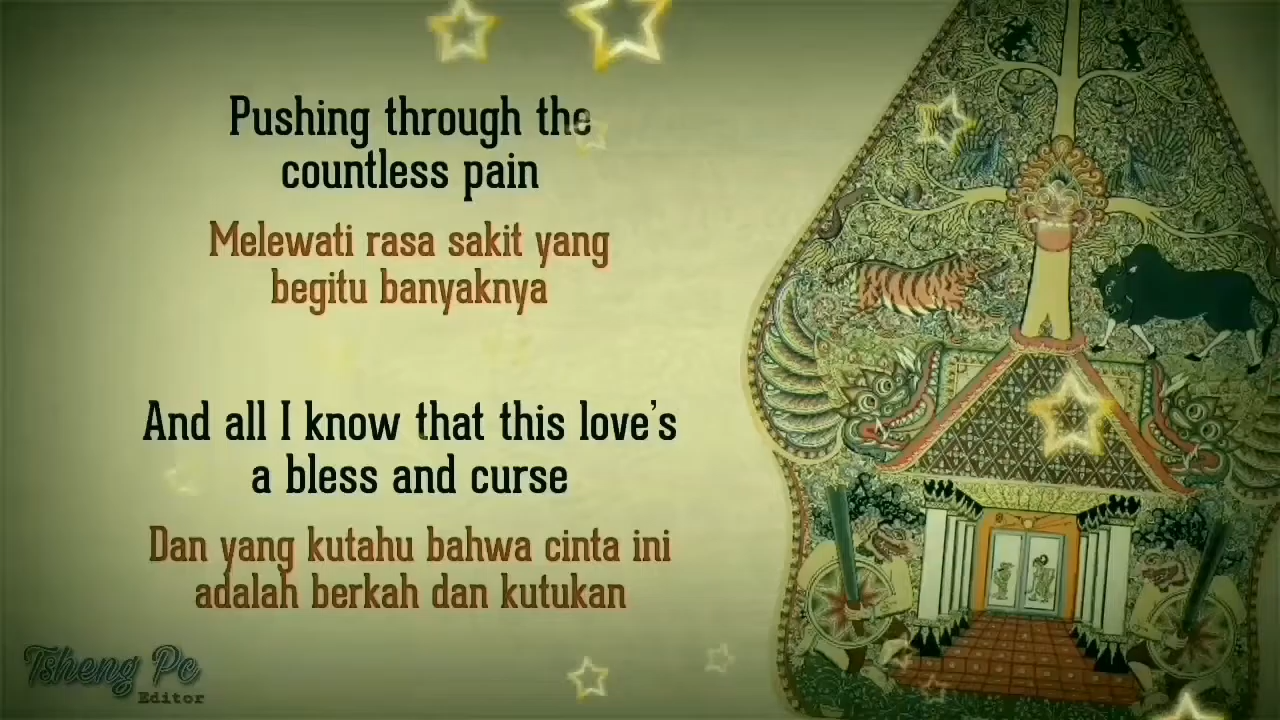 Pushing through the
countless pain
Melewati rasa sakit yang
begitu banyaknya
And all I know that this love's
a bless and curse
Dan yang kutahu bahwa cinta ini
adalah berkah dan kutukan
Tsheng Pc
Editor